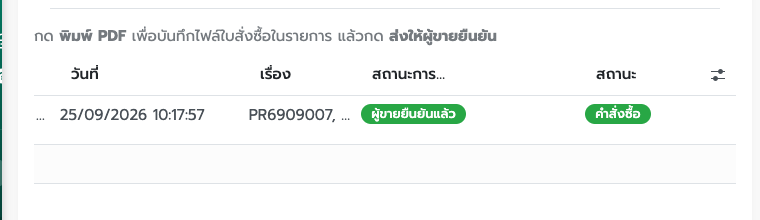 กด พิมพ์ PDF เพื่อบันทึกไฟล์ใบสั่งซื้อในรายการ แล้วกด ส่งให้ผู้ขายยืนยัน
วันที่ เรื่อง สถานะการ... สถานะ
... 25/09/2026 10:17:57 PR6909007, ... ผู้ขายยืนยันแล้ว คำสั่งซื้อ